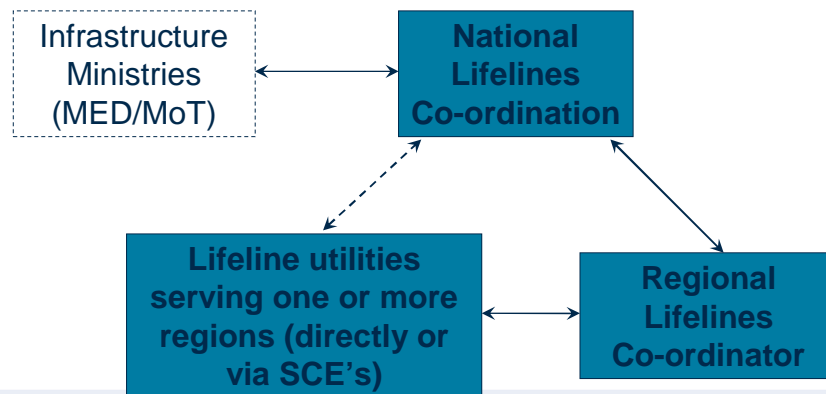 Infrastructure
Ministries
(MED/MoT)
National
Lifelines
Co-ordination
Lifeline utilities
serving one or more
regions (directly or
via SCE’s)
Regional
Lifelines
Co-ordinator